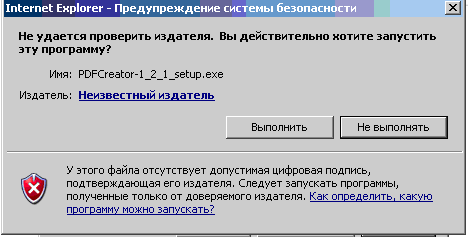 Internet Explorer - Предупреждение системы безопасности
Не удается проверить издателя. Вы действительно хотите запустить
эту программу?
Имя: PDFCreator-1_2_1_setup.exe
Издатель: Неизвестный издатель
Выполнить Не выполнять
У этого файла отсутствует допустимая цифровая подпись,
подтверждающая его издателя. Следует запускать программы,
полученные только от доверяемого издателя. Как определить, какую
программу можно запускать?